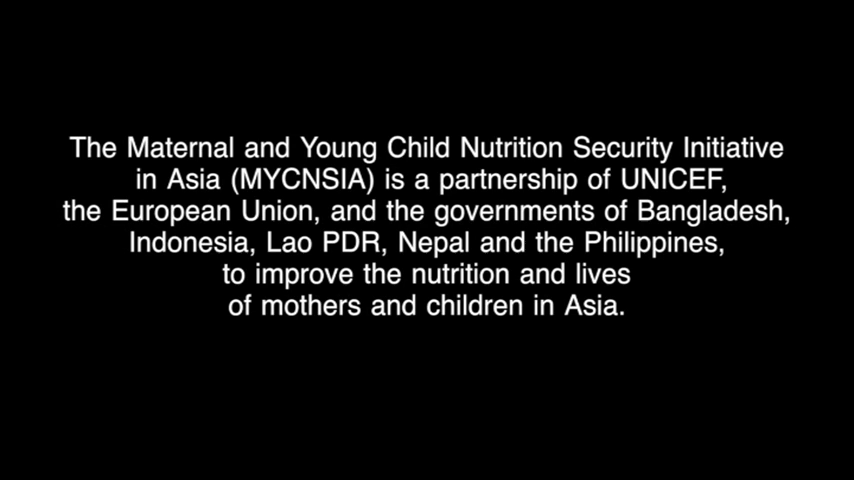 The Maternal and Young Child Nutrition Security Initiative
in Asia (MYCNSIA) is a partnership of UNICEF,
the European Union, and the governments of Bangladesh,
Indonesia, Lao PDR, Nepal and the Philippines,
to improve the nutrition and lives
of mothers and children in Asia.